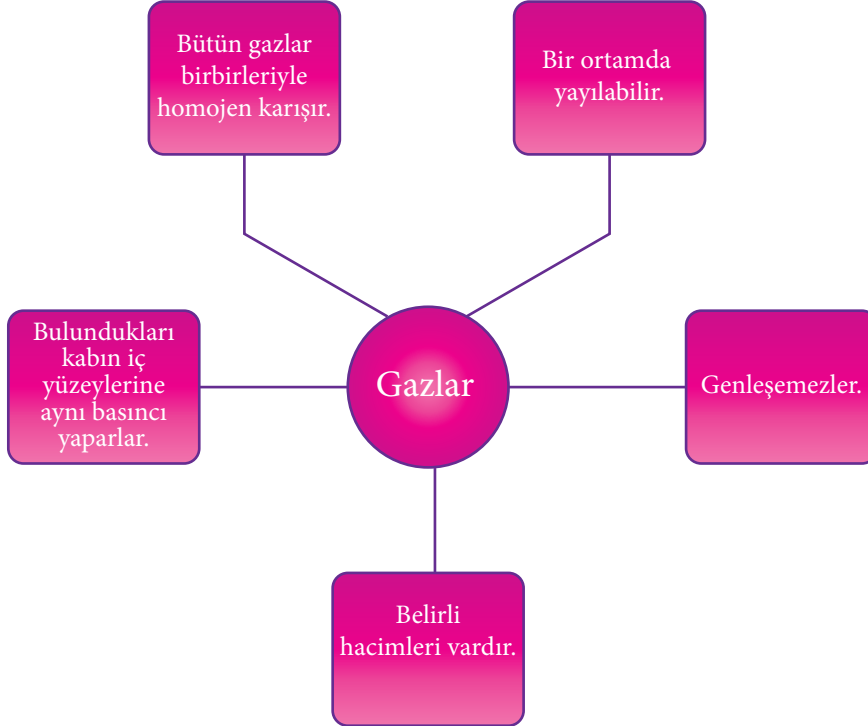 Bütün gazlar
birbirleriyle
homojen karışır.
Bir ortamda
yayılabilir.
Bulundukları
kabın iç
yüzeylerine
aynı basıncı
yaparlar.
Gazlar
Genleşemezler.
Belirli
hacimleri vardır.